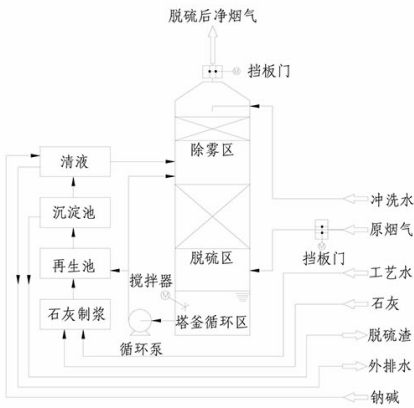 脱硫后净烟气
挡板门
除雾区
清液
沉淀池
冲洗水
原烟气
脱硫区
挡板门
再生池
搅拌器
工艺水
石灰制浆
塔釜循环区
石灰
循环泵
脱硫渣
外排水
钠碱